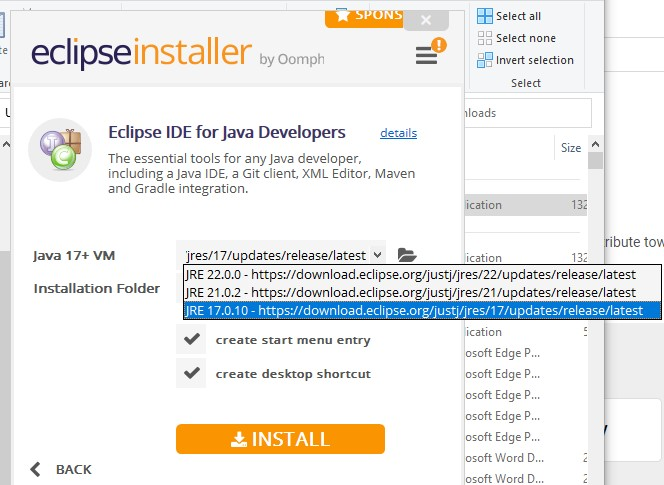 SPONS
Select all
Select none
Invert selection
Select
eclipseinstaller by Oomph
loads
Size
Eclipse IDE for Java Developers
details
The essential tools for any Java developer,
including a Java IDE, a Git client, XML Editor, Maven
and Gradle integration.
lication 132
ribute tow
Java 17+ VM
jres/17/updates/release/latest
lication 132
JRE 22.0.0 - https://download.eclipse.org/justj/jres/22/updates/release/latest
JRE 21.0.2 - https://download.eclipse.org/justj/jres/21/updates/release/latest
JRE 17.0.10 - https://download.eclipse.org/justj/jres/17/updates/release/latest
Installation Folder
create start menu entry
lication 5
osoft Edge P...
create desktop shortcut
osoft Edge P...
osoft Edge P...
osoft Edge P...
INSTALL
osoft Edge P...
BACK
osoft Word D... 2